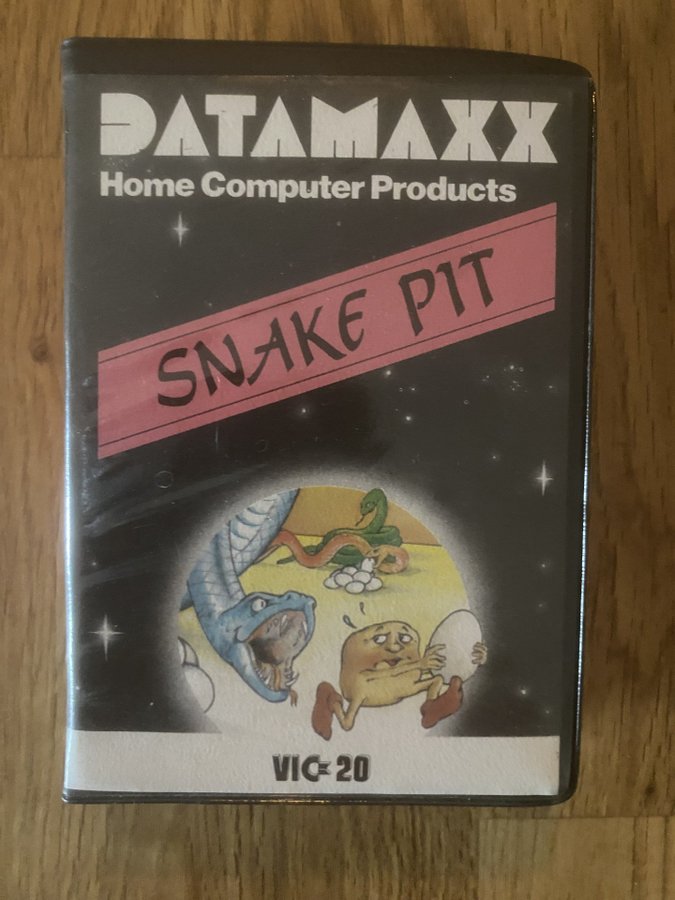 DATAMAXX
Home Computer Products
SNAKE PIT
VIC 20